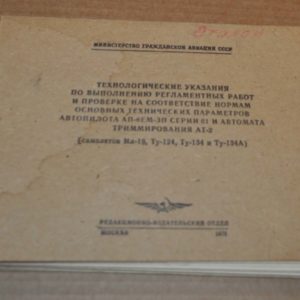 Эталон
МИНИСТЕРСТВО ГРАЖДАНСКОЙ АВИАЦИИ СССР
ТЕХНОЛОГИЧЕСКИЕ УКАЗАНИЯ
ПО ВЫПОЛНЕНИЮ РЕГЛАМЕНТНЫХ РАБОТ
И ПРОВЕРКЕ НА СООТВЕТСТВИЕ НОРМАМ
ОСНОВНЫХ ТЕХНИЧЕСКИХ ПАРАМЕТРОВ
АВТОПИЛОТА АП-6ЕМ-3П СЕРИИ 01 И АВТОМАТА
ТРИММИРОВАНИЯ АТ-2
(самолетов Ил-18, Ту-124, Ту-134 и Ту-134А)
РЕДАКЦИОННО-ИЗДАТЕЛЬСКИЙ ОТДЕЛ
МОСКВА